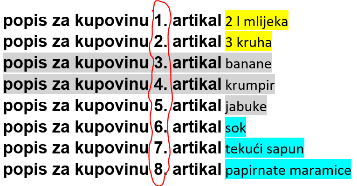 popis za kupovinu 1. artikal 2 l mlijeka
popis za kupovinu 2. artikal 3 kruha
popis za kupovinu 3. artikal banane
popis za kupovinu 4. artikal krumpir
popis za kupovinu 5. artikal jabuke
popis za kupovinu 6. artikal sok
popis za kupovinu 7. artikal tekući sapun
popis za kupovinu 8. artikal papirnate maramice